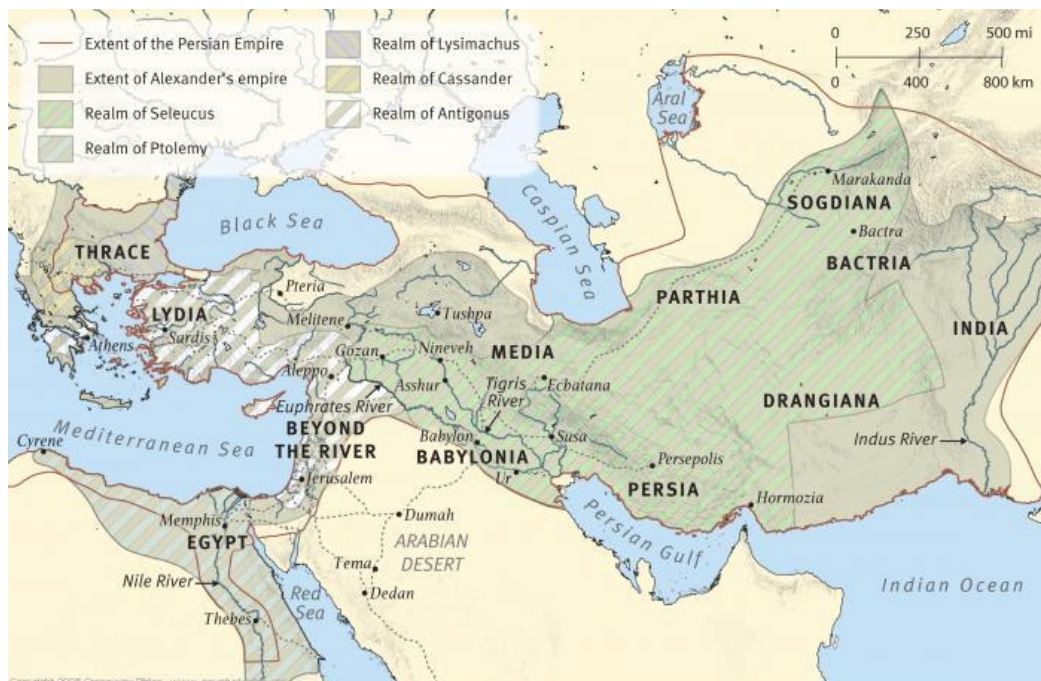 Extent of the Persian Empire
Extent of Alexander's empire
Realm of Seleucus
Realm of Ptolemy
Realm of Lysimachus
Realm of Cassander
Realm of Antigonus
0 250 500 mi
0 400 800 km
Aral
Sea
Marakanda
SOGDIANA
Bactra
BACTRIA
Black Sea
Caspian Sea
THRACE
Pteria
PARTHIA
LYDIA
Melitene
Tushpa
INDIA
Sardis
Athens
Gozan
Nineveh
MEDIA
Aleppo
Asshur
Tigris
River
Ecbatana
Euphrates River
DRANGIANA
BEYOND
THE RIVER
Mediterranean Sea
Cyrene
Babylon
BABYLONIA
Susa
Indus River
Jerusalem
Ur
Persepolis
PERSIA
Hormozia
Memphis
EGYPT
Dumah
ARABIAN
DESERT
Persian Gulf
Nile River
Tema
Red
Sea
Dedan
Indian Ocean
Thebes